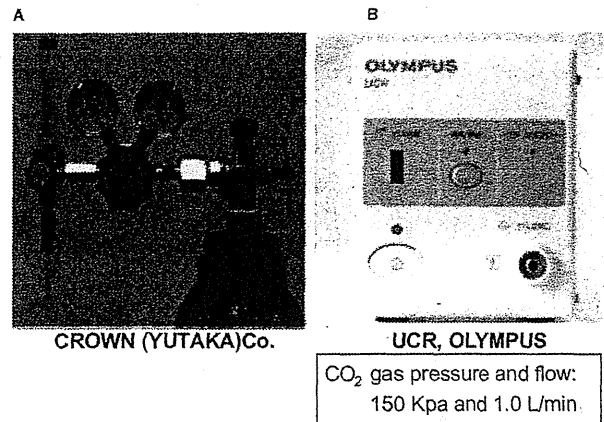 A
B
OLYMPUS
UCR
CROWN (YUTAKA)Co.
UCR, OLYMPUS
CO₂ gas pressure and flow:
150 Kpa and 1.0 L/min